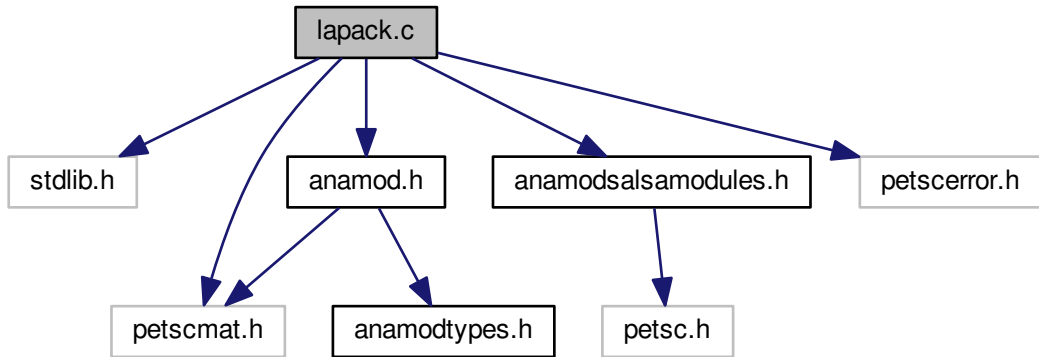 lapack.c
stdlib.h
anamod.h
anamodsalsamodules.h
petscerror.h
petscmat.h
anamodtypes.h
petsc.h